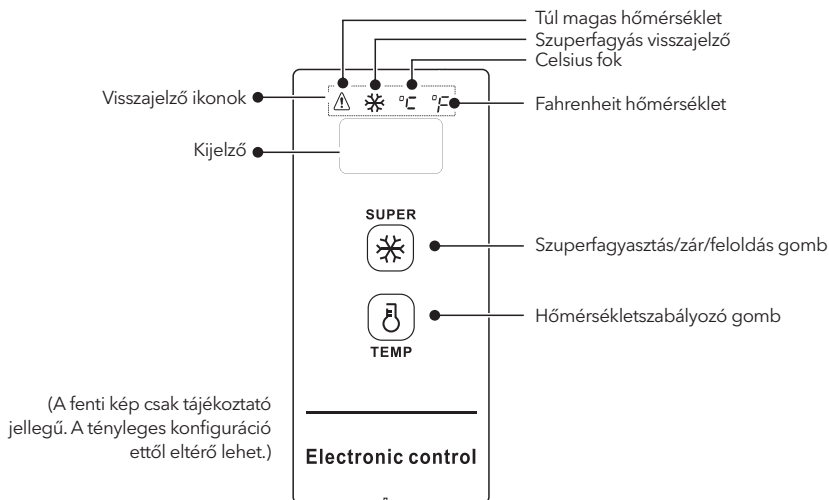 Túl magas hőmérséklet
Szuperfagyás visszajelző
Celsius fok
Visszajelző ikonok
°C °F
Fahrenheit hőmérséklet
Kijelző
SUPER
Szuperfagyasztás/zár/feloldás gomb
Hőmérsékletszabályozó gomb
TEMP
(A fenti kép csak tájékoztató
jellegű. A tényleges konfiguráció
ettől eltérő lehet.)
Electronic control